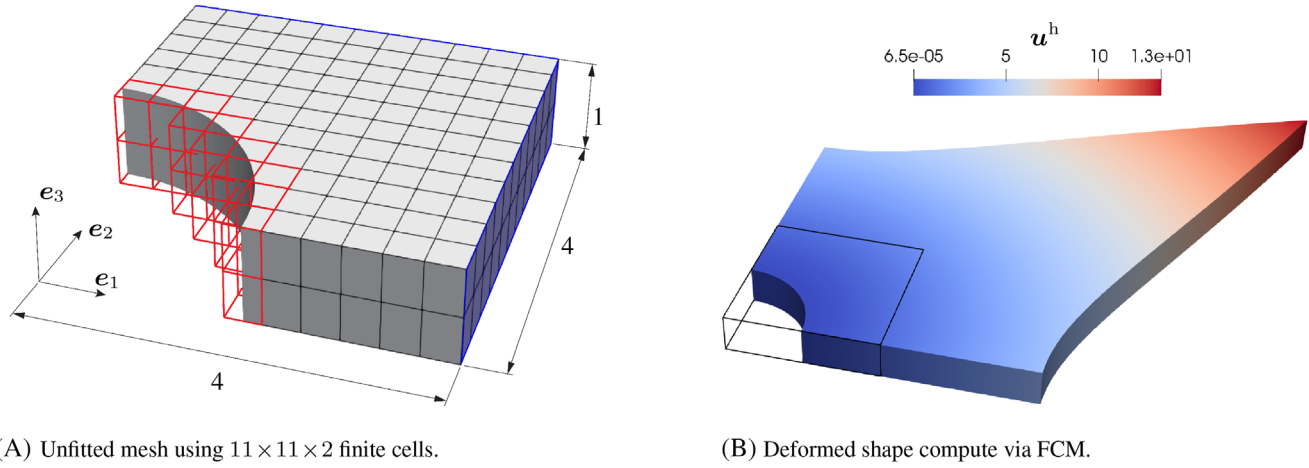 1
4
4
e₃
e₂
e₁
uʰ
6.5e-05 5 10 1.3e+01
(A) Unfitted mesh using 11×11×2 finite cells.
(B) Deformed shape compute via FCM.